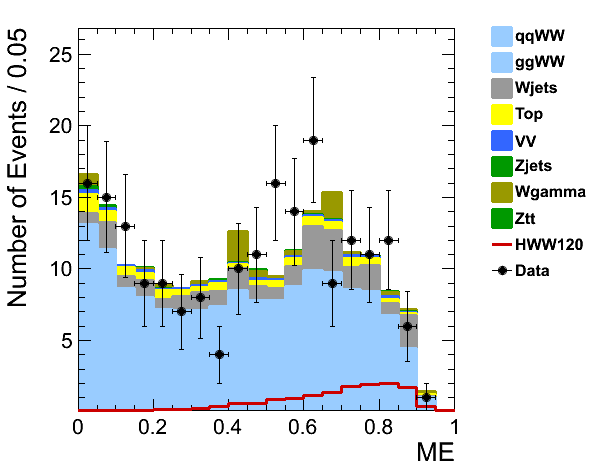 Number of Events / 0.05
25
20
15
10
5
0
0.2
0.4
0.6
0.8
1
ME
qqWW
ggWW
Wjets
Top
VV
Zjets
Wgamma
Ztt
HWW120
Data